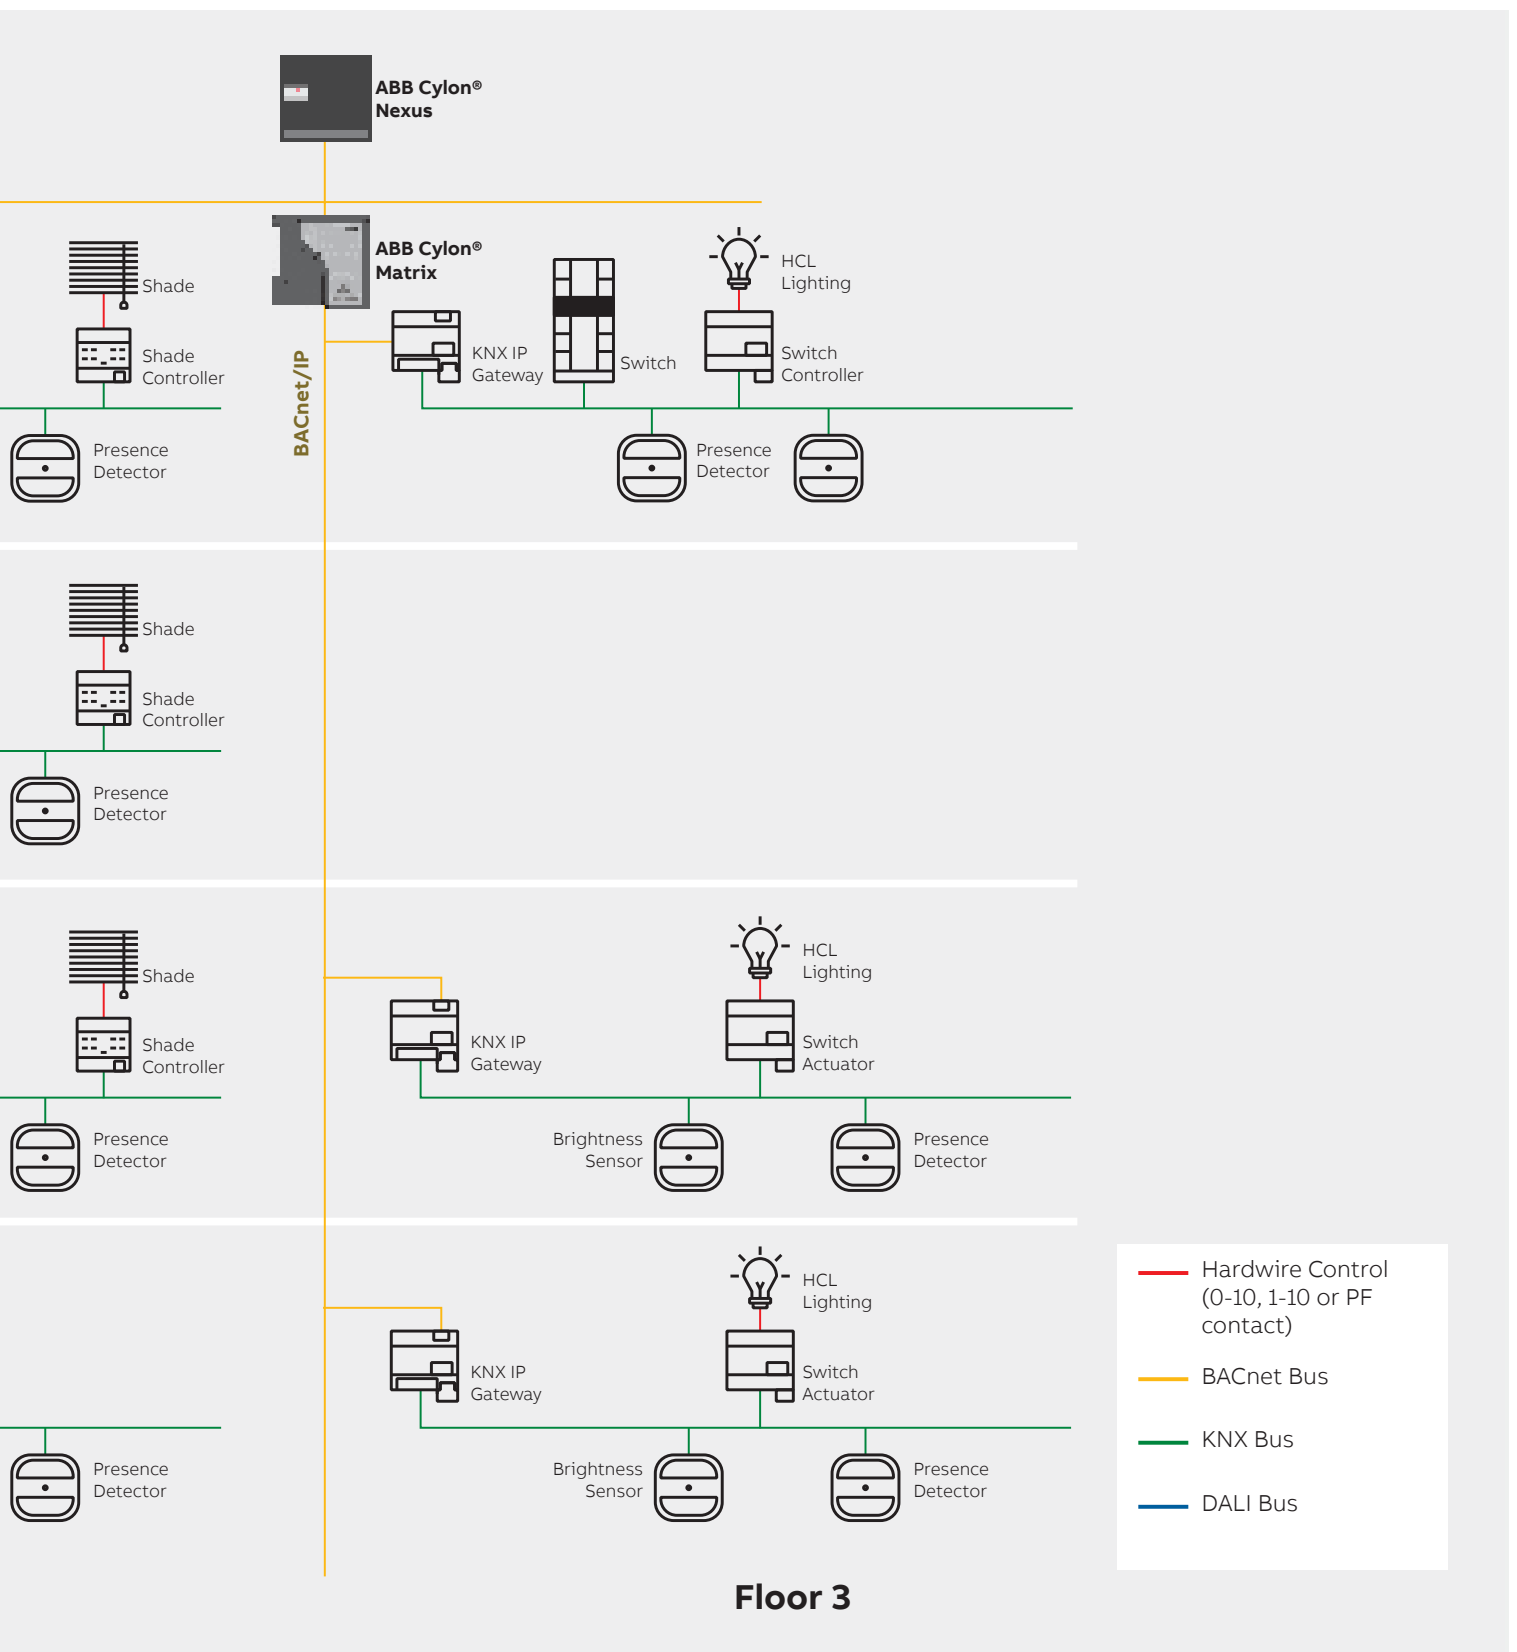 ABB Cylon®
Nexus
ABB Cylon®
Matrix
BACnet/IP
Shade
Shade
Controller
Presence
Detector
KNX IP
Gateway
Switch
HCL
Lighting
Switch
Controller
Presence
Detector
Shade
Shade
Controller
Presence
Detector
Shade
Shade
Controller
Presence
Detector
KNX IP
Gateway
HCL
Lighting
Switch
Actuator
Brightness
Sensor
Presence
Detector
Presence
Detector
KNX IP
Gateway
HCL
Lighting
Switch
Actuator
Brightness
Sensor
Presence
Detector
Hardwire Control
(0-10, 1-10 or PF
contact)
BACnet Bus
KNX Bus
DALI Bus
Floor 3